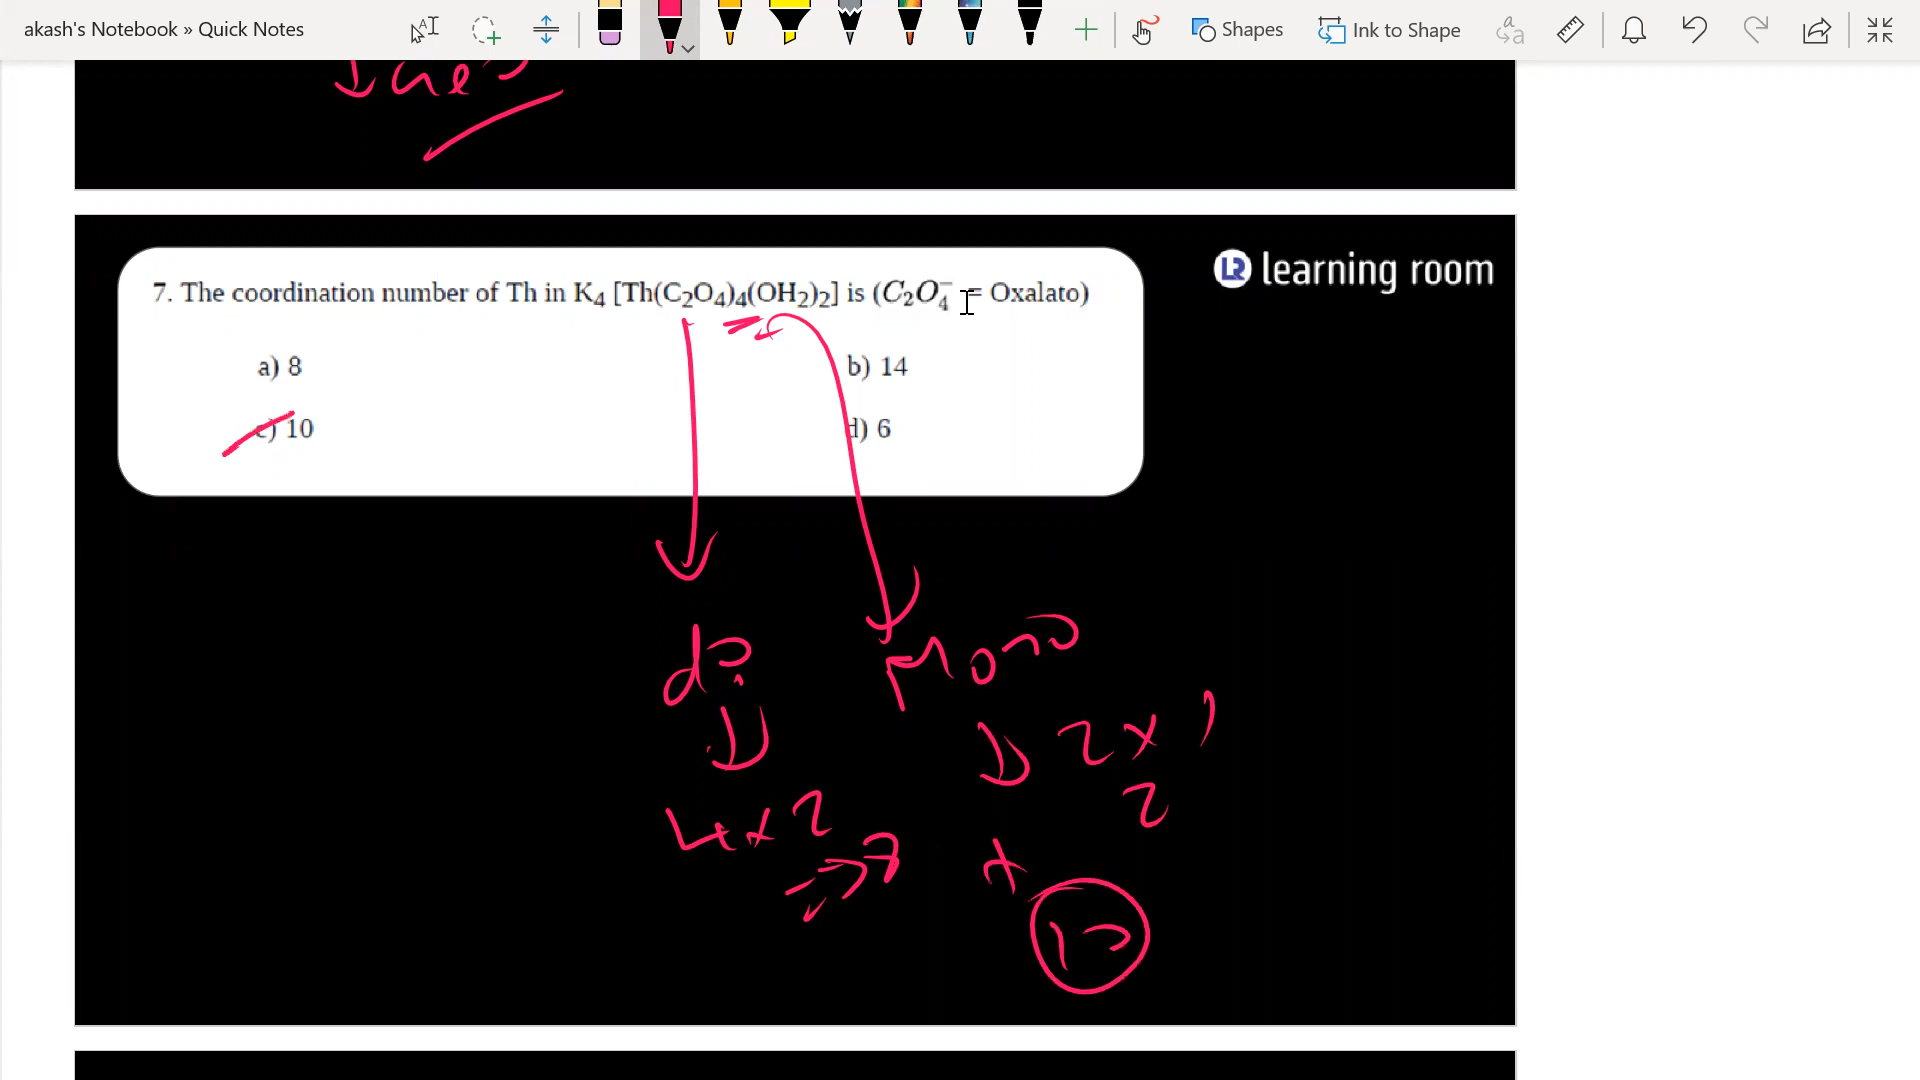 akash's Notebook » Quick Notes
Shapes
Ink to Shape
learning room
7. The coordination number of Th in K₄ [Th(C₂O₄)₄(OH₂)₂] is (C₂O₄⁻ = Oxalato)
a) 8
b) 14
c) 10
d) 6
di
Mono
2 x 1
2
4 x 2
+
10